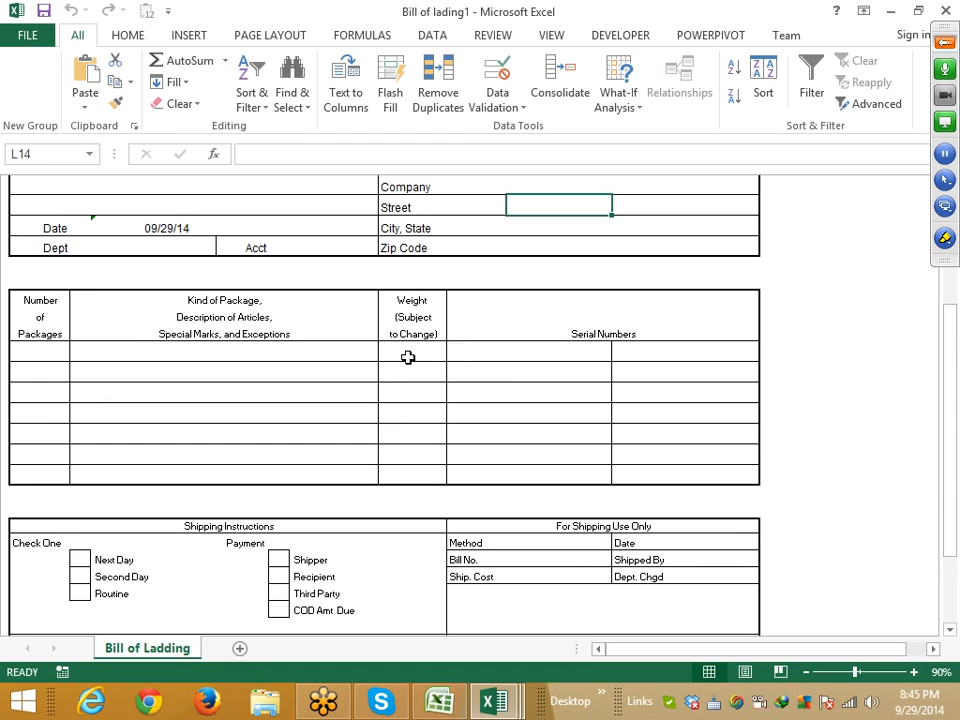 Bill of lading1 - Microsoft Excel
12
?
FILE
All
HOME
INSERT
PAGE LAYOUT
FORMULAS
DATA
REVIEW
VIEW
DEVELOPER
POWERPIVOT
Team
Sign in
Paste
New Group
Clipboard
AutoSum
Fill
Clear
Sort & Filter
Find & Select
Editing
Text to Columns
Flash Fill
Remove Duplicates
Data Validation
Consolidate
What-If Analysis
Relationships
Data Tools
Sort
Filter
Clear
Reapply
Advanced
Sort & Filter
L14
fx
Company
Street
Date 09/29/14 City, State
Dept Acct Zip Code
Number of Packages
Kind of Package,
Description of Articles,
Special Marks, and Exceptions
Weight
(Subject
to Change)
Serial Numbers
Shipping Instructions
For Shipping Use Only
Check One Payment Method Date
Next Day Shipper Bill No. Shipped By
Second Day Recipient Ship. Cost Dept. Chgd
Routine Third Party
COD Amt Due
Bill of Ladding
READY
90%
Desktop
Links
8:45 PM
9/29/2014